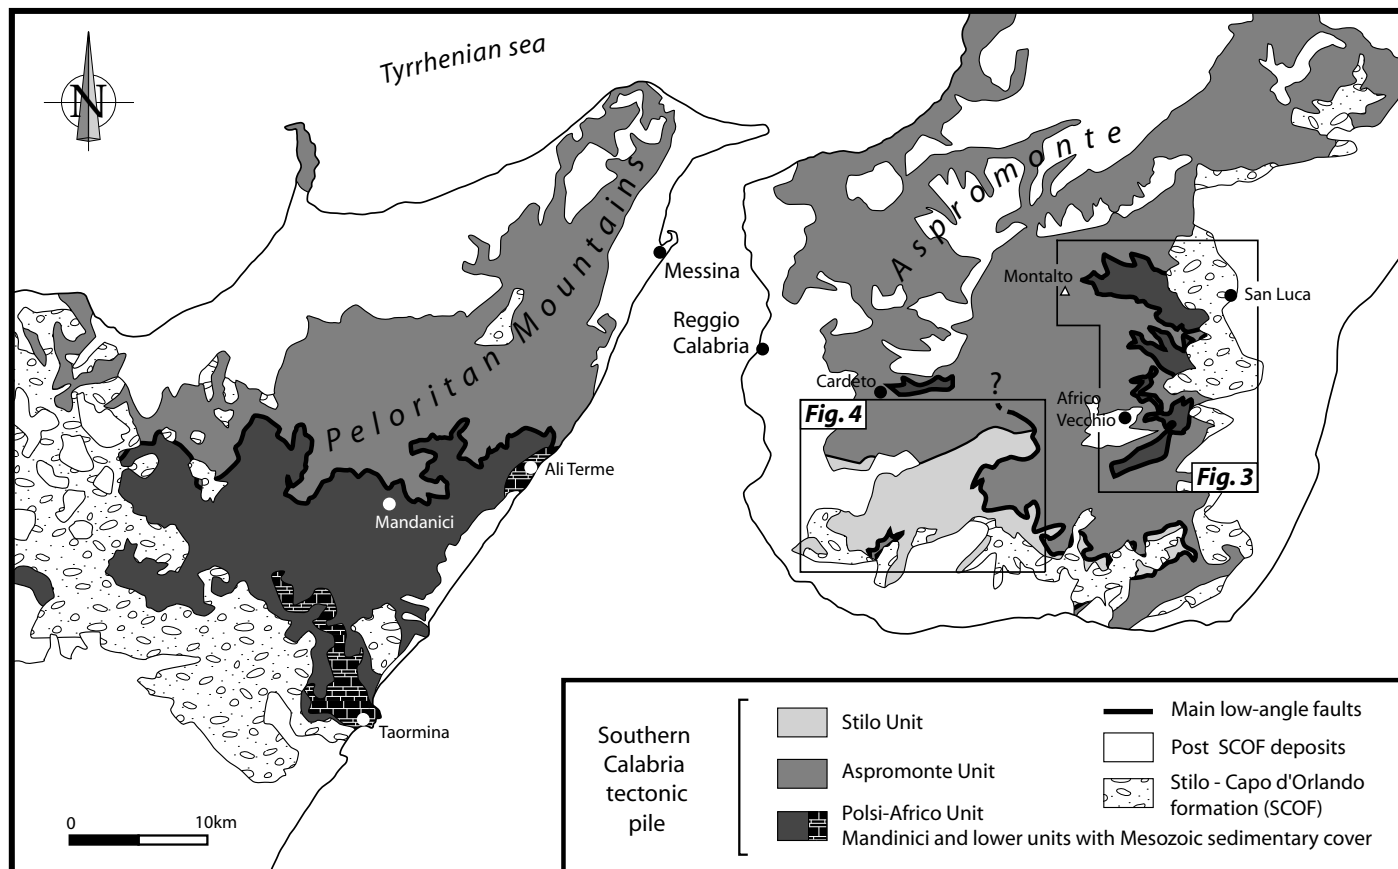 Tyrrhenian sea
N
Peloritan Mountains
Aspromonte
Messina
Reggio
Calabria
Montalto
San Luca
Cardeto
?
Africo
Vecchio
Fig. 4
Fig. 3
Ali Terme
Mandanici
Taormina
0 10km
Southern
Calabria
tectonic
pile
Stilo Unit
Aspromonte Unit
Polsi-Africo Unit
Mandinici and lower units with Mesozoic sedimentary cover
Main low-angle faults
Post SCOF deposits
Stilo - Capo d'Orlando
formation (SCOF)